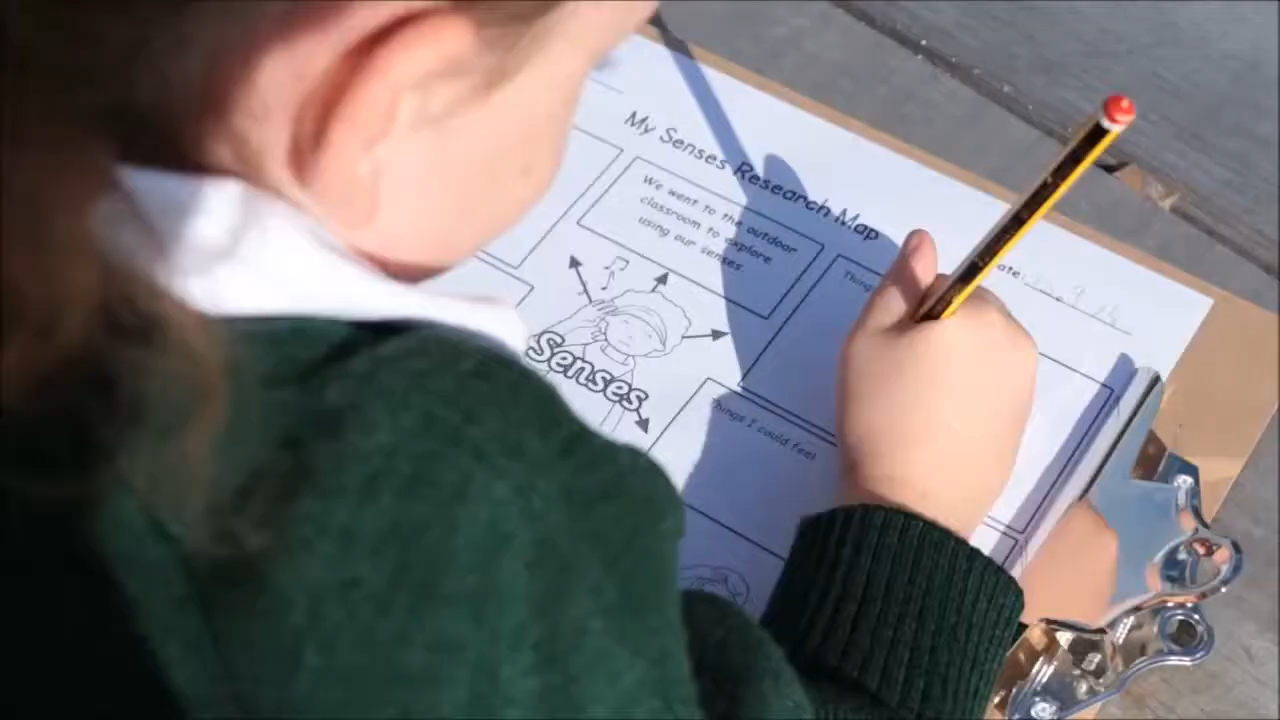 My Senses Research Map
We went to the outdoor
classroom to explore
using our senses
Senses
Things I could feel